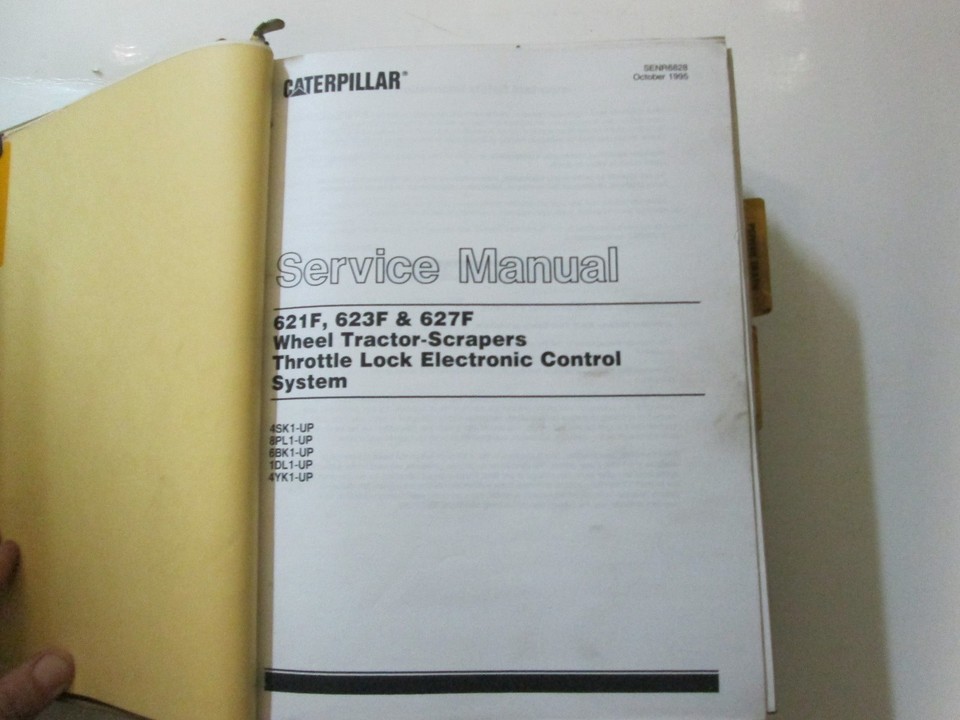 CATERPILLAR®
SENR6828
October 1995
Service Manual
621F, 623F & 627F
Wheel Tractor-Scrapers
Throttle Lock Electronic Control
System
4SK1-UP
8PL1-UP
6BK1-UP
1DL1-UP
4YK1-UP